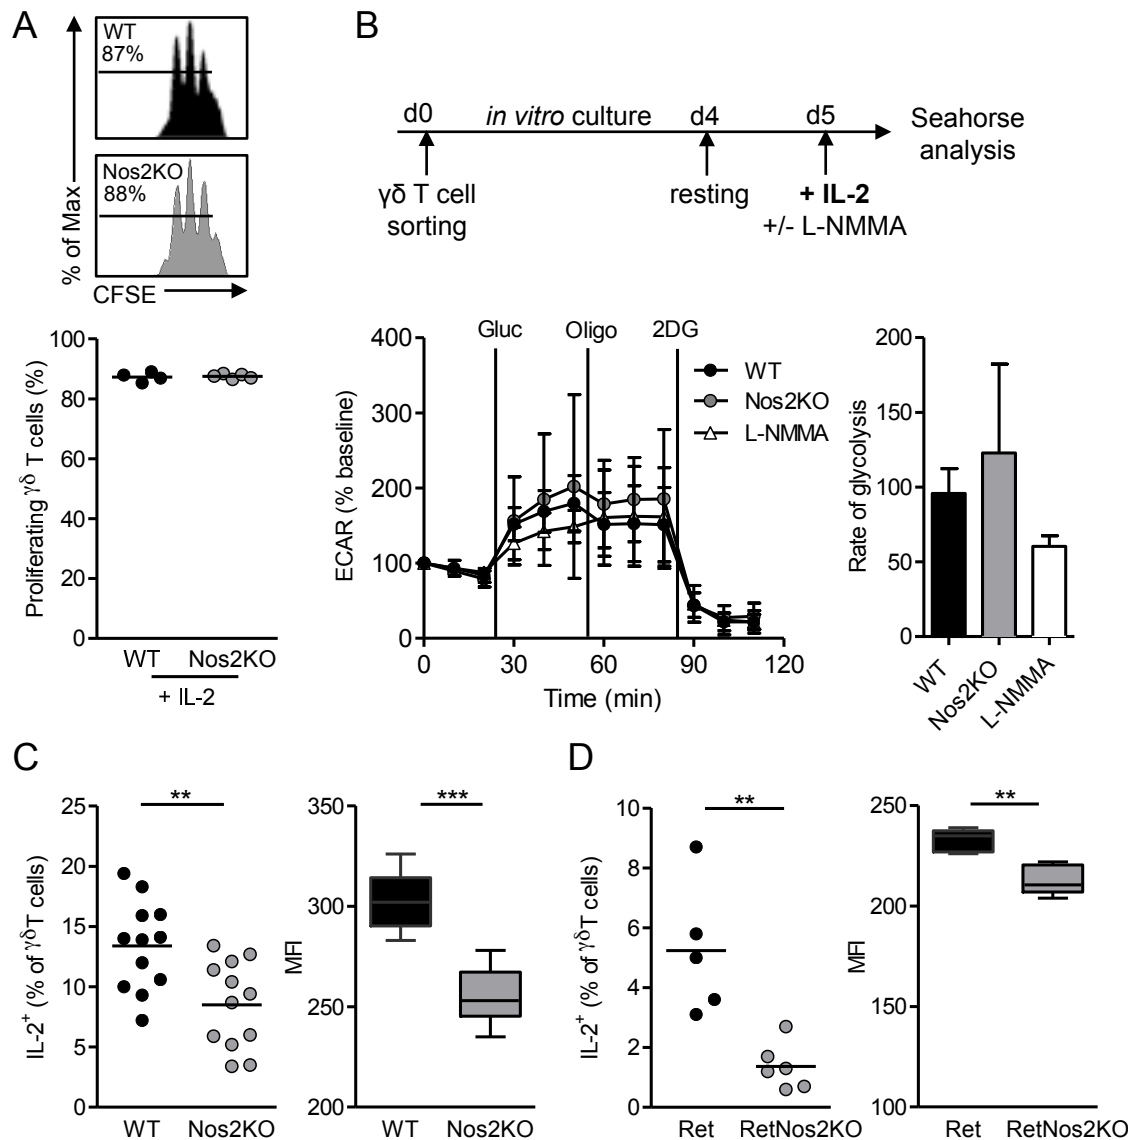 A
WT
87%
Nos2KO
88%
% of Max
CFSE
100
80
60
40
20
0
Proliferating γδ T cells (%)
WT
Nos2KO
+ IL-2
B
d0
in vitro culture
d4
d5
Seahorse
analysis
γδ T cell
sorting
resting
+ IL-2
+/- L-NMMA
Gluc
Oligo
2DG
400
300
200
100
0
ECAR (% baseline)
WT
Nos2KO
L-NMMA
0
30
60
90
120
Time (min)
200
150
100
50
0
Rate of glycolysis
WT
Nos2KO
L-NMMA
C
25
20
15
10
5
0
IL-2+ (% of γδT cells)
**
WT
Nos2KO
350
300
250
200
MFI
***
WT
Nos2KO
D
10
8
6
4
2
0
IL-2+ (% of γδT cells)
**
Ret
RetNos2KO
250
200
150
100
MFI
**
Ret
RetNos2KO